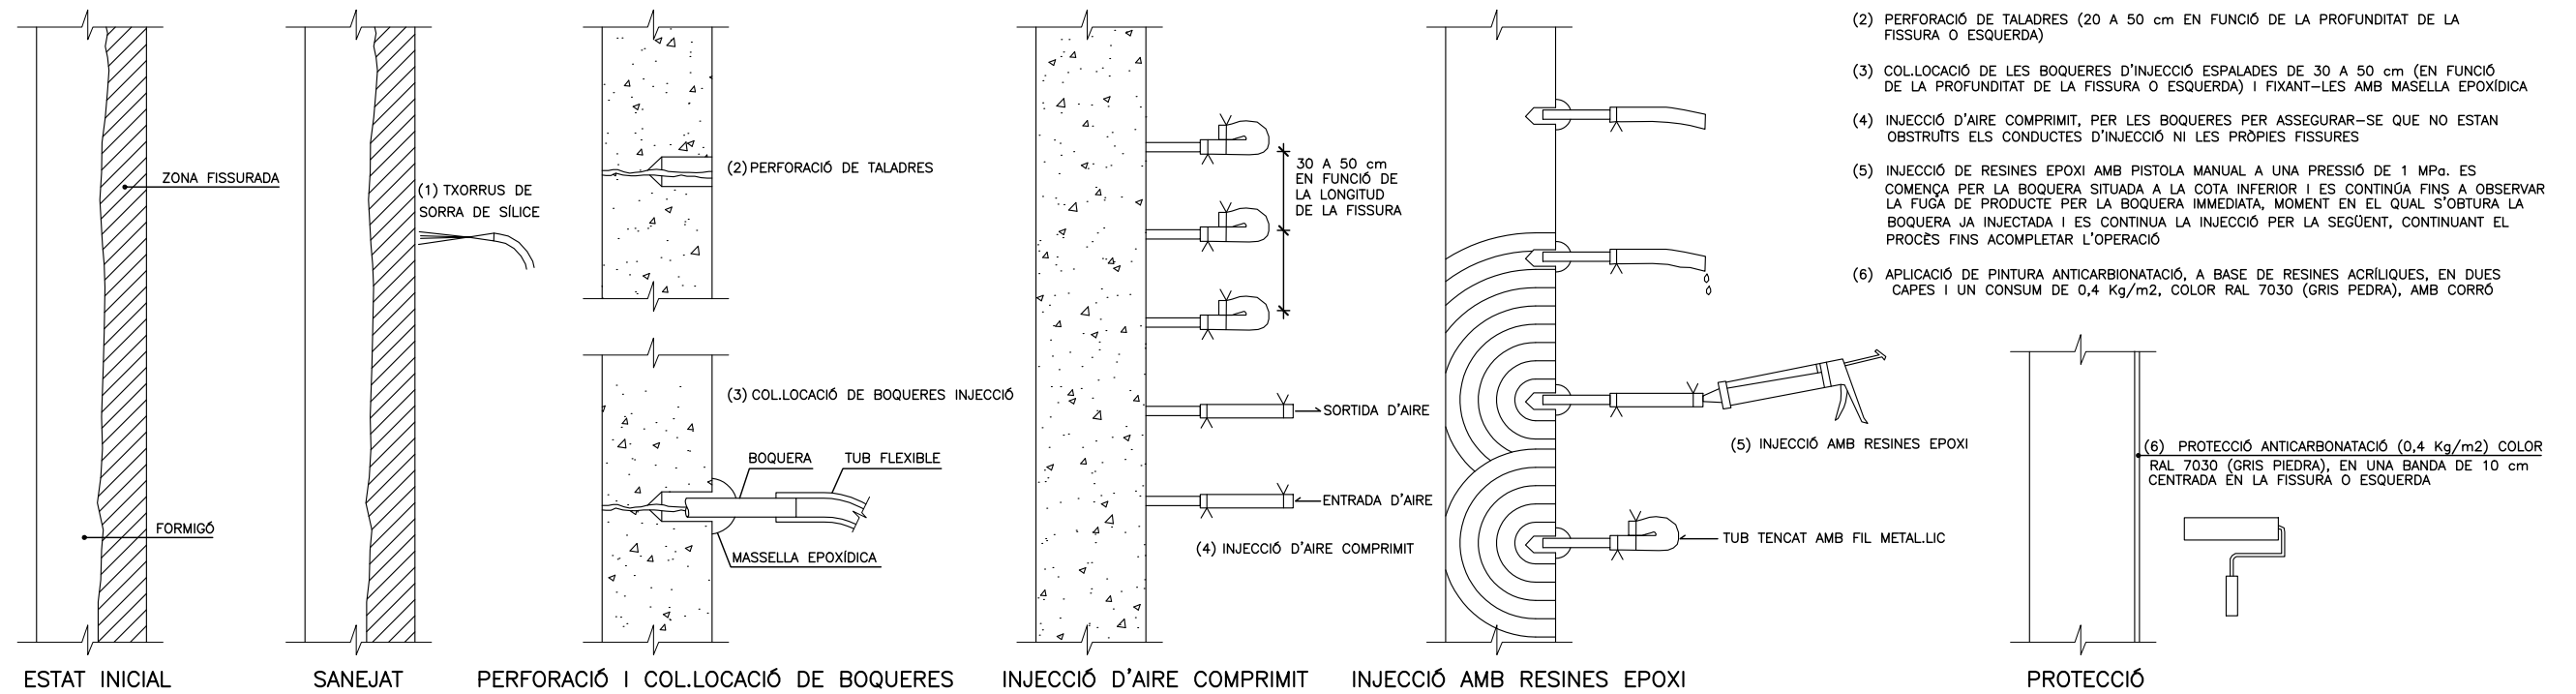 (2) PERFORACIÓ DE TALADRES (20 A 50 cm EN FUNCIÓ DE LA PROFUNDITAT DE LA
FISSURA O ESQUERDA)
(3) COL.LOCACIÓ DE LES BOQUERES D'INJECCIÓ ESPALADES DE 30 A 50 cm (EN FUNCIÓ
DE LA PROFUNDITAT DE LA FISSURA O ESQUERDA) I FIXANT-LES AMB MASELLA EPOXÍDICA
(4) INJECCIÓ D'AIRE COMPRIMIT, PER LES BOQUERES PER ASSEGURAR-SE QUE NO ESTAN
OBSTRUÏTS ELS CONDUCTES D'INJECCIÓ NI LES PRÒPIES FISSURES
(5) INJECCIÓ DE RESINES EPOXI AMB PISTOLA MANUAL A UNA PRESSIÓ DE 1 MPa. ES
COMENÇA PER LA BOQUERA SITUADA A LA COTA INFERIOR I ES CONTINÚA FINS A OBSERVAR
LA FUGA DE PRODUCTE PER LA BOQUERA IMMEDIATA, MOMENT EN EL QUAL S'OBTURA LA
BOQUERA JA INJECTADA I ES CONTINUA LA INJECCIÓ PER LA SEGÜENT, CONTINUANT EL
PROCÈS FINS ACOMPLETAR L'OPERACIÓ
(6) APLICACIÓ DE PINTURA ANTICARBIONATACIÓ, A BASE DE RESINES ACRÍLIQUES, EN DUES
CAPES I UN CONSUM DE 0,4 Kg/m2, COLOR RAL 7030 (GRIS PEDRA), AMB CORRÓ
ZONA FISSURADA
FORMIGÓ
(1) TXORRUS DE
SORRA DE SÍLICE
(2) PERFORACIÓ DE TALADRES
(3) COL.LOCACIÓ DE BOQUERES INJECCIÓ
BOQUERA
TUB FLEXIBLE
MASSELLA EPOXÍDICA
30 A 50 cm
EN FUNCIÓ DE
LA LONGITUD
DE LA FISSURA
SORTIDA D'AIRE
ENTRADA D'AIRE
(4) INJECCIÓ D'AIRE COMPRIMIT
(5) INJECCIÓ AMB RESINES EPOXI
TUB TENCAT AMB FIL METAL.LIC
(6) PROTECCIÓ ANTICARBONATACIÓ (0,4 Kg/m2) COLOR
RAL 7030 (GRIS PIEDRA), EN UNA BANDA DE 10 cm
CENTRADA EN LA FISSURA O ESQUERDA
ESTAT INICIAL
SANEJAT
PERFORACIÓ I COL.LOCACIÓ DE BOQUERES
INJECCIÓ D'AIRE COMPRIMIT
INJECCIÓ AMB RESINES EPOXI
PROTECCIÓ